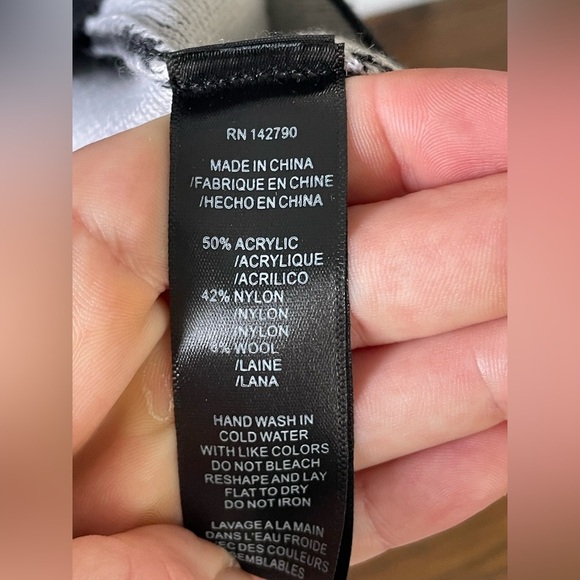 RN 142790
MADE IN CHINA
/FABRIQUE EN CHINE
/HECHO EN CHINA
50% ACRYLIC
/ACRYLIQUE
/ACRILICO
42% NYLON
/NYLON
/NYLON
WOOL
/LAINE
/LANA
HAND WASH IN
COLD WATER
WITH LIKE COLORS
DO NOT BLEACH
RESHAPE AND LAY
FLAT TO DRY
DO NOT IRON
LAVAGE A LA MAIN
DANS L'EAU FROIDE
DES COULEURS